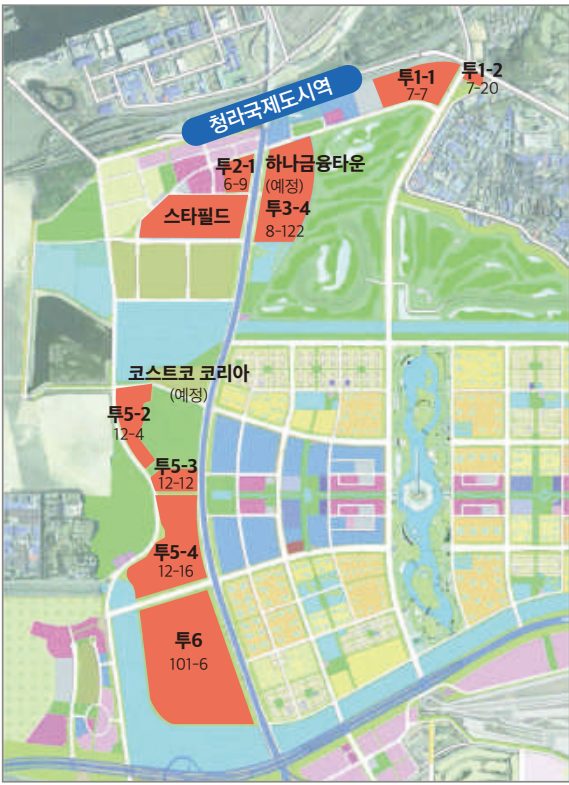 투1-1
7-7
투1-2
7-20
청라국제도시역
투2-1
6-9
하나금융타운
(예정)
투3-4
8-122
스타필드
코스트코 코리아
(예정)
투5-2
12-4
투5-3
12-12
투5-4
12-16
투6
101-6